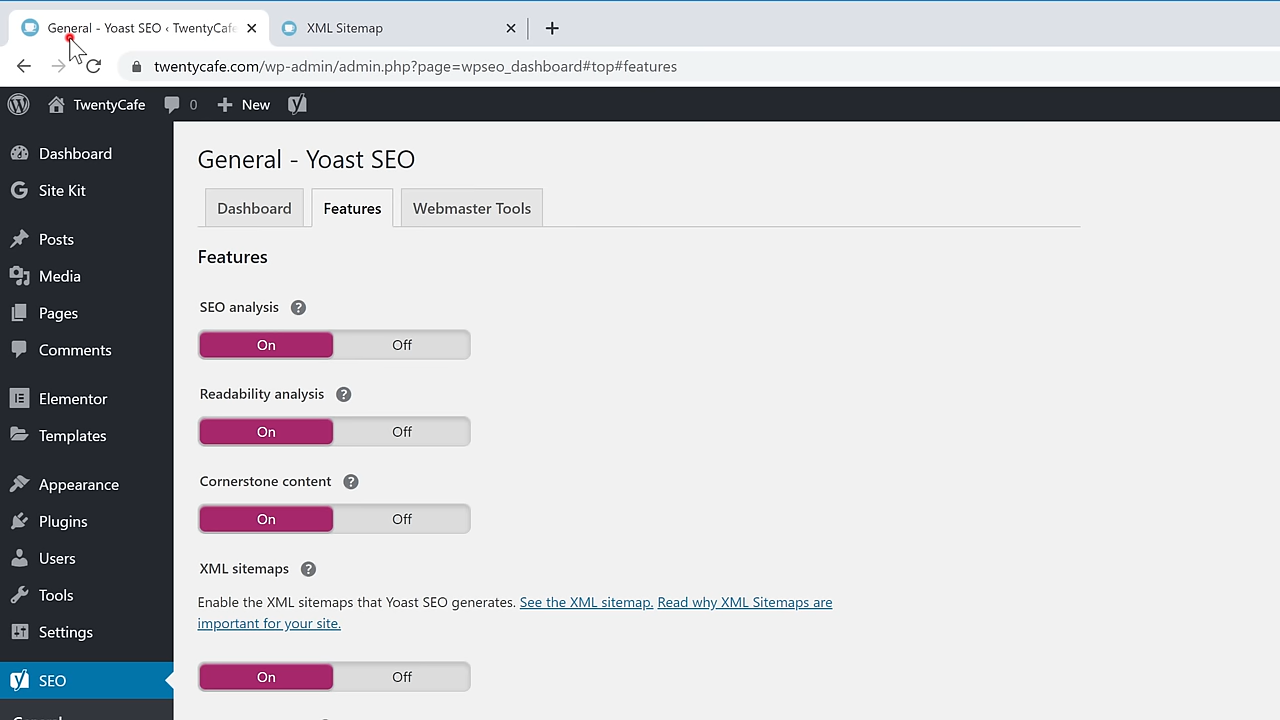 General - Yoast SEO ‹ TwentyCafe
XML Sitemap
twentycafe.com/wp-admin/admin.php?page=wpseo_dashboard#top#features
TwentyCafe
0
New
Dashboard
Site Kit
Posts
Media
Pages
Comments
Elementor
Templates
Appearance
Plugins
Users
Tools
Settings
SEO
General - Yoast SEO
Dashboard
Features
Webmaster Tools
Features
SEO analysis
On
Off
Readability analysis
On
Off
Cornerstone content
On
Off
XML sitemaps
Enable the XML sitemaps that Yoast SEO generates. See the XML sitemap. Read why XML Sitemaps are
important for your site.
On
Off